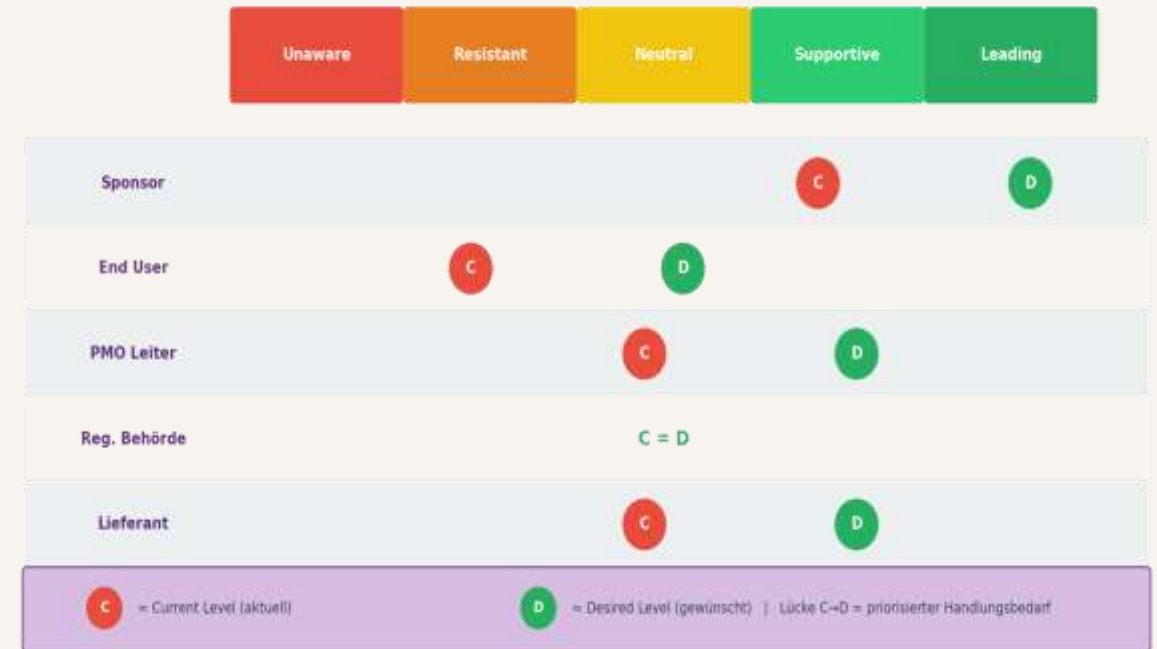 Unaware Resistant Neutral Supportive Leading
Sponsor C D
End User C D
PMO Leiter C D
Reg. Behörde C = D
Lieferant C D
C = Current Level (aktuell) D = Desired Level (gewünscht) | Lücke C→D = priorisierter Handlungsbedarf